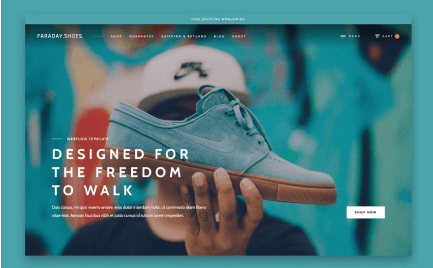 FREE SHIPPING WORLDWIDE
FARADAY.SHOES
SHOP GUARANTEE SHIPPING & RETURNS BLOG ABOUT
MENU CART
WEBFLOW TEMPLATE
DESIGNED FOR
THE FREEDOM
TO WALK
Duis cursus, mi quis viverra ornare, eros dolor interdum nulla, ut commodo diam libero
vitae erat. Aenean faucibus nibh et justo cursus id rutrum lorem imperdiet.
SHOP NOW